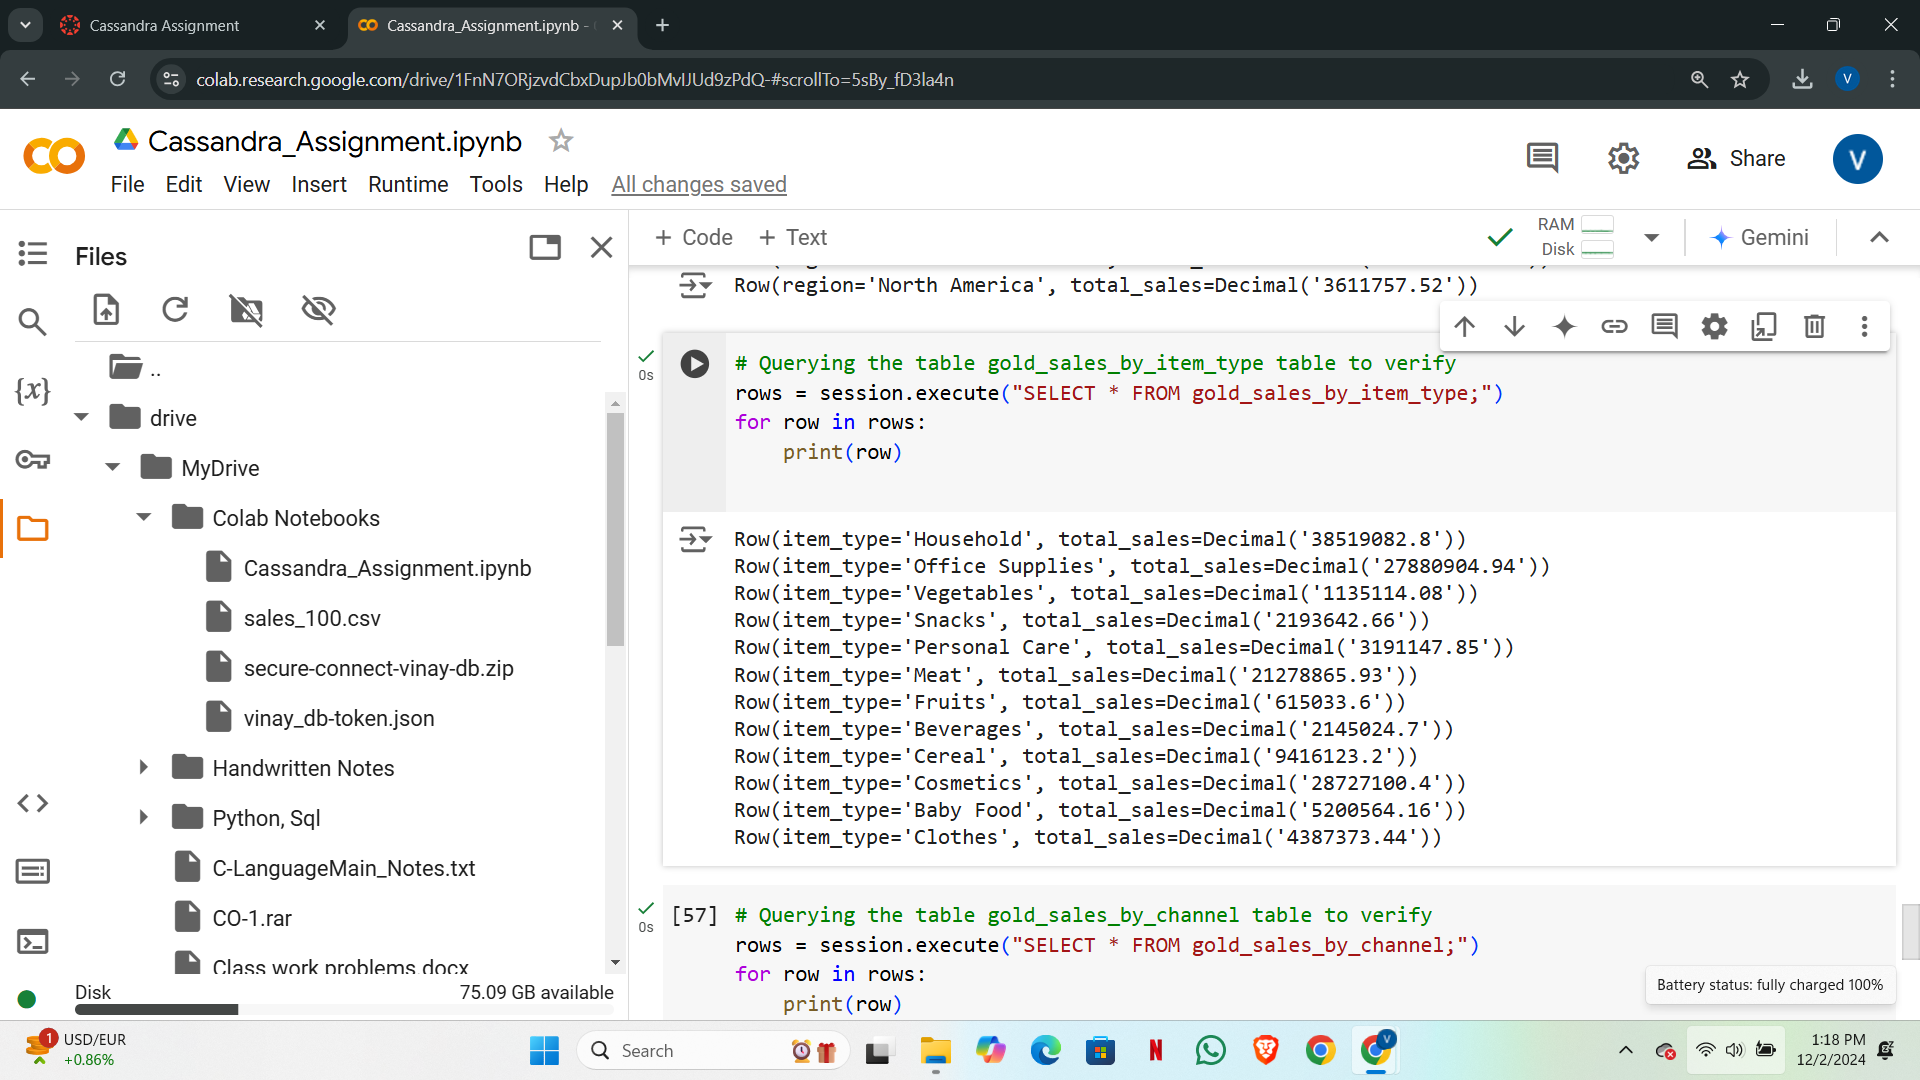 Cassandra Assignment
Cassandra_Assignment.ipynb -
colab.research.google.com/drive/1FnN7ORjzvdCbxDupJb0bMvIJUd9zPdQ-#scrollTo=5sBy_fD3la4n
V
Cassandra_Assignment.ipynb
File Edit View Insert Runtime Tools Help All changes saved
Share
V
Files
+ Code + Text
RAM
Disk
Gemini
..
drive
MyDrive
Colab Notebooks
Cassandra_Assignment.ipynb
sales_100.csv
secure-connect-vinay-db.zip
vinay_db-token.json
Handwritten Notes
Python, Sql
C-LanguageMain_Notes.txt
CO-1.rar
Class work problems.docx
Disk 75.09 GB available
{x}
Row(region='North America', total_sales=Decimal('3611757.52'))
0s
# Querying the table gold_sales_by_item_type table to verify
rows = session.execute("SELECT * FROM gold_sales_by_item_type;")
for row in rows:
    print(row)
Row(item_type='Household', total_sales=Decimal('38519082.8'))
Row(item_type='Office Supplies', total_sales=Decimal('27880904.94'))
Row(item_type='Vegetables', total_sales=Decimal('1135114.08'))
Row(item_type='Snacks', total_sales=Decimal('2193642.66'))
Row(item_type='Personal Care', total_sales=Decimal('3191147.85'))
Row(item_type='Meat', total_sales=Decimal('21278865.93'))
Row(item_type='Fruits', total_sales=Decimal('615033.6'))
Row(item_type='Beverages', total_sales=Decimal('2145024.7'))
Row(item_type='Cereal', total_sales=Decimal('9416123.2'))
Row(item_type='Cosmetics', total_sales=Decimal('28727100.4'))
Row(item_type='Baby Food', total_sales=Decimal('5200564.16'))
Row(item_type='Clothes', total_sales=Decimal('4387373.44'))
0s
[57] # Querying the table gold_sales_by_channel table to verify
rows = session.execute("SELECT * FROM gold_sales_by_channel;")
for row in rows:
    print(row)
Battery status: fully charged 100%
1
USD/EUR
+0.86%
Search
V
1:18 PM
12/2/2024